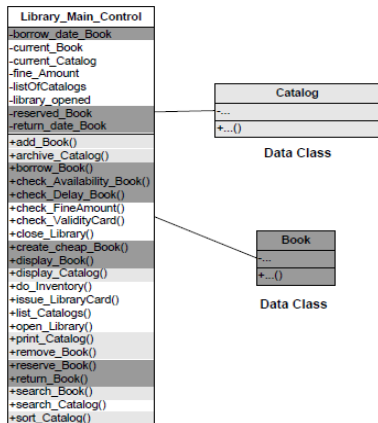 Library_Main_Control
-borrow_date_Book
-current_Book
-current_Catalog
-fine_Amount
-listOfCatalogs
-library_opened
-reserved_Book
-return_date_Book
+add_Book()
+archive_Catalog()
+borrow_Book()
+check_Availability_Book()
+check_Delay_Book()
+check_FineAmount()
+check_ValidityCard()
+close_Library()
+create_cheap_Book()
+display_Book()
+display_Catalog()
+do_Inventory()
+issue_LibraryCard()
+list_Catalogs()
+open_Library()
+print_Catalog()
+remove_Book()
+reserve_Book()
+return_Book()
+search_Book()
+search_Catalog()
+sort_Catalog()
Catalog
-...
+...()
Data Class
Book
-...
+...()
Data Class